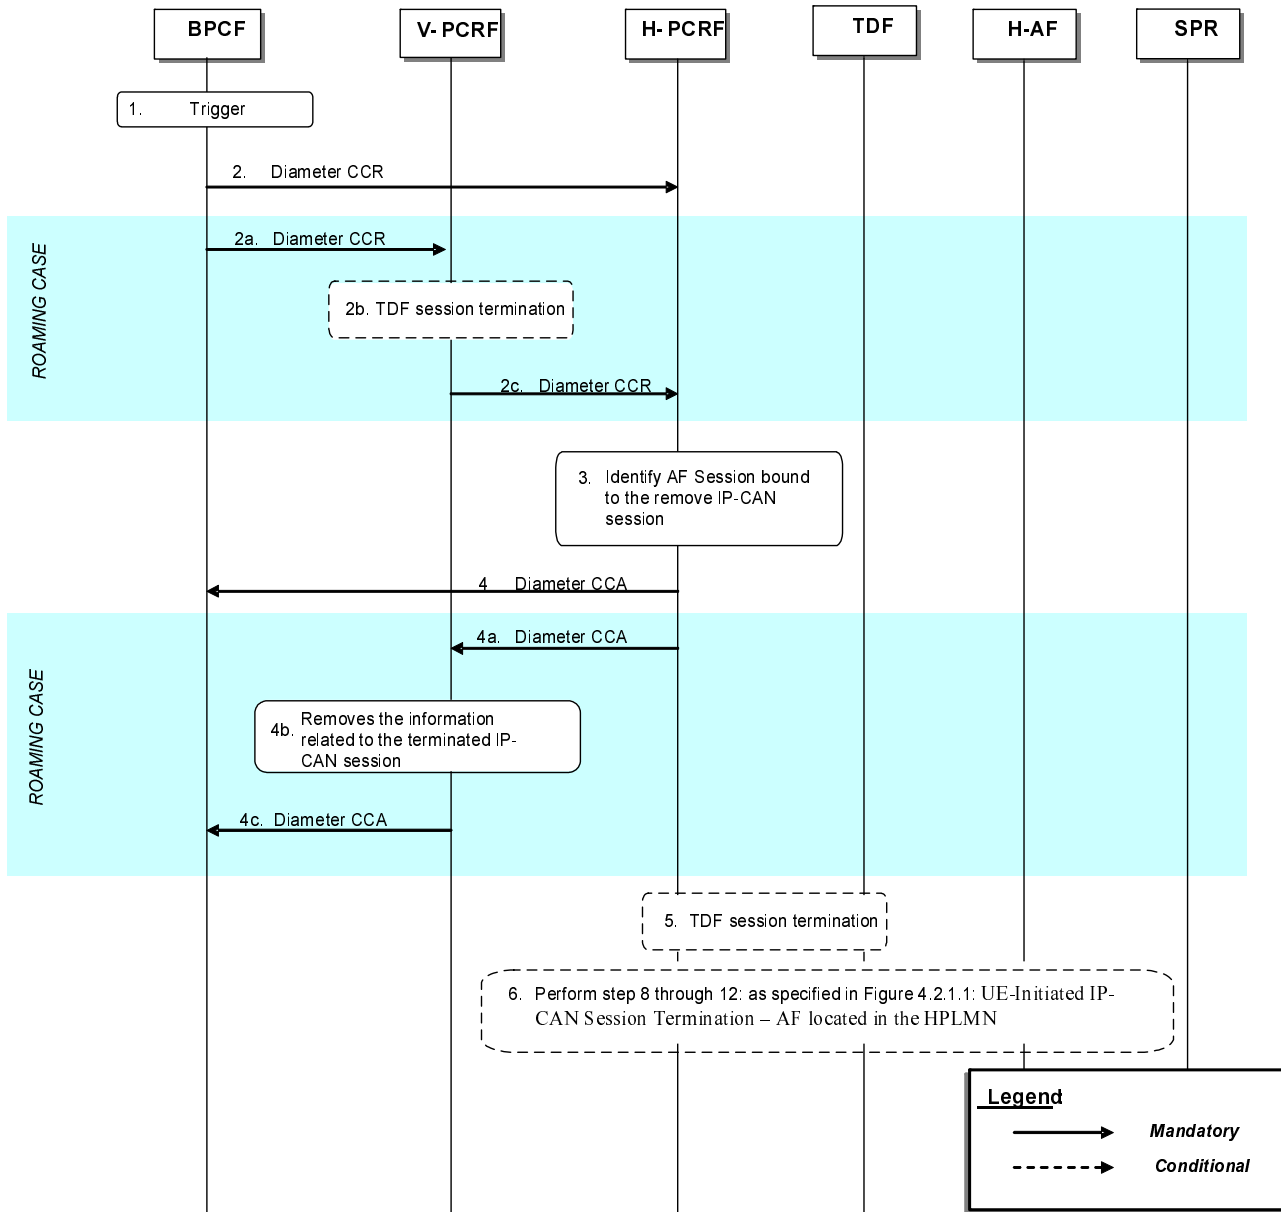 BPCF
V- PCRF
H- PCRF
TDF
H-AF
SPR
1. Trigger
2. Diameter CCR
ROAMING CASE
2a. Diameter CCR
2b. TDF session termination
2c. Diameter CCR
3. Identify AF Session bound
to the remove IP-CAN
session
4 Diameter CCA
ROAMING CASE
4a. Diameter CCA
4b. Removes the information
related to the terminated IP-
CAN session
4c. Diameter CCA
5. TDF session termination
6. Perform step 8 through 12: as specified in Figure 4.2.1.1: UE-Initiated IP-
CAN Session Termination – AF located in the HPLMN
Legend
Mandatory
Conditional